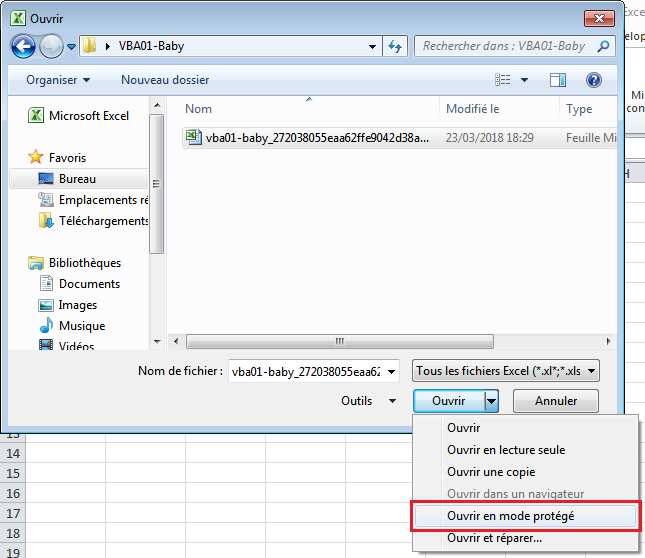 Ouvrir
VBA01-Baby
Rechercher dans : VBA01-Baby
Organiser
Nouveau dossier
Microsoft Excel
Favoris
Bureau
Emplacements ré
Téléchargements
Bibliothèques
Documents
Images
Musique
Vidéos
Nom
Modifié le
Type
vba01-baby_272038055eaa62ffe9042d38a...
23/03/2018 18:29
Feuille Mi
Nom de fichier :
vba01-baby_272038055eaa62
Tous les fichiers Excel (*.xl*;*.xls
Outils
Ouvrir
Annuler
Ouvrir
Ouvrir en lecture seule
Ouvrir une copie
Ouvrir dans un navigateur
Ouvrir en mode protégé
Ouvrir et réparer...
Exce
elop
Mi
con
H
13
14
15
16
17
18
19